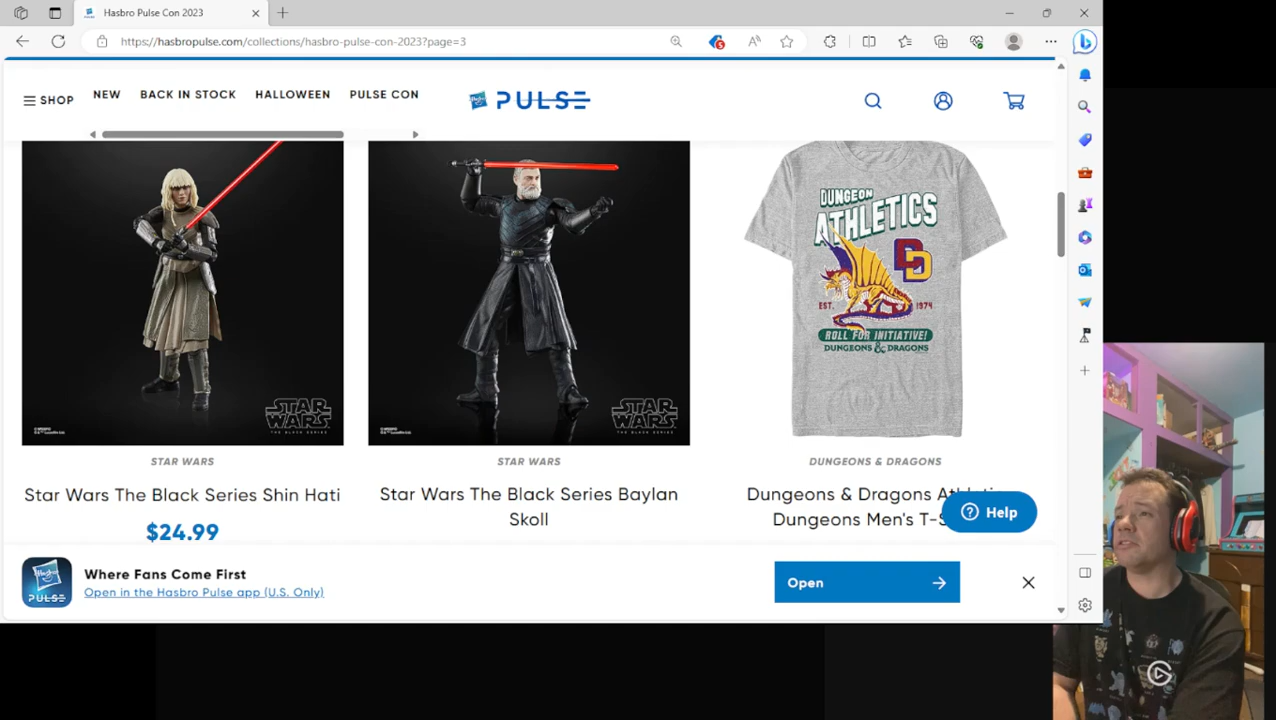 Hasbro Pulse Con 2023
https://hasbropulse.com/collections/hasbro-pulse-con-2023?page=3
SHOP
NEW
BACK IN STOCK
HALLOWEEN
PULSE CON
PULSE
STAR WARS
THE BLACK SERIES
STAR WARS
THE BLACK SERIES
DUNGEON
ATHLETICS
DD
EST. 1974
ROLL FOR INITIATIVE!
DUNGEONS & DRAGONS
STAR WARS
STAR WARS
DUNGEONS & DRAGONS
Star Wars The Black Series Shin Hati
$24.99
Star Wars The Black Series Baylan
Skoll
Dungeons & Dragons
Dungeons Men's
Help
Hasbro
PULSE
Where Fans Come First
Open in the Hasbro Pulse app (U.S. Only)
Open